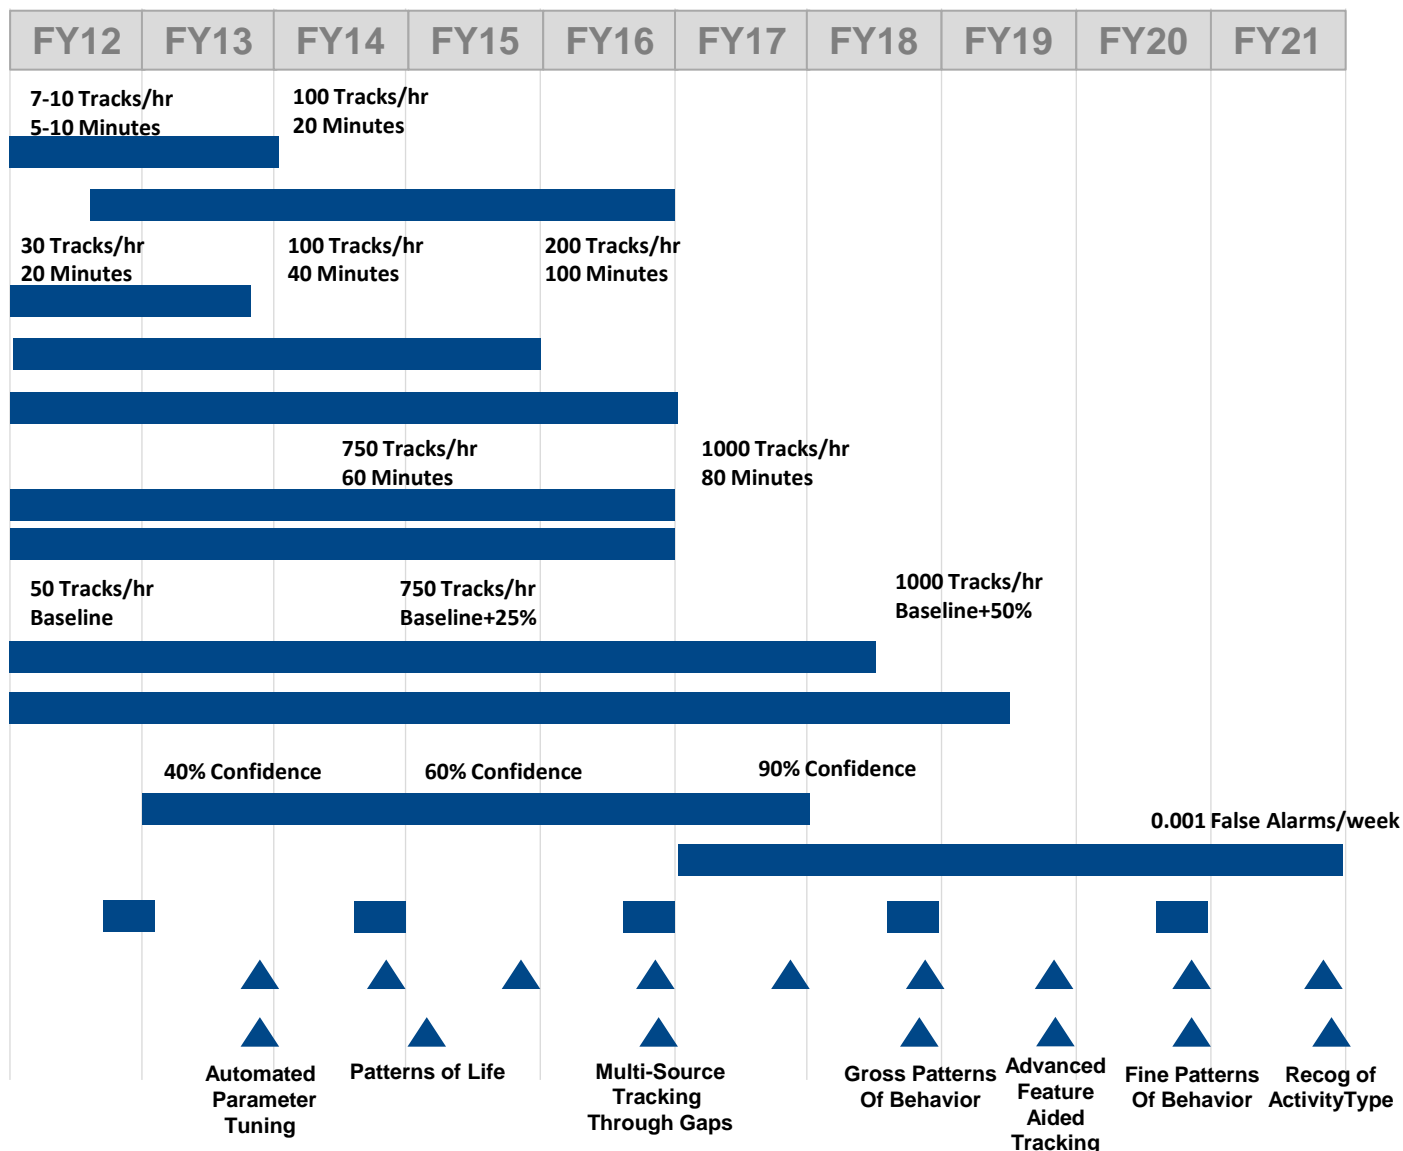 FY12 FY13 FY14 FY15 FY16 FY17 FY18 FY19 FY20 FY21
7-10 Tracks/hr
5-10 Minutes
100 Tracks/hr
20 Minutes
30 Tracks/hr
20 Minutes
100 Tracks/hr
40 Minutes
200 Tracks/hr
100 Minutes
750 Tracks/hr
60 Minutes
1000 Tracks/hr
80 Minutes
50 Tracks/hr
Baseline
750 Tracks/hr
Baseline+25%
1000 Tracks/hr
Baseline+50%
40% Confidence
60% Confidence
90% Confidence
0.001 False Alarms/week
Automated
Parameter
Tuning
Patterns of Life
Multi-Source
Tracking
Through Gaps
Gross Patterns
Of Behavior
Advanced
Feature
Aided
Tracking
Fine Patterns
Of Behavior
Recog of
ActivityType